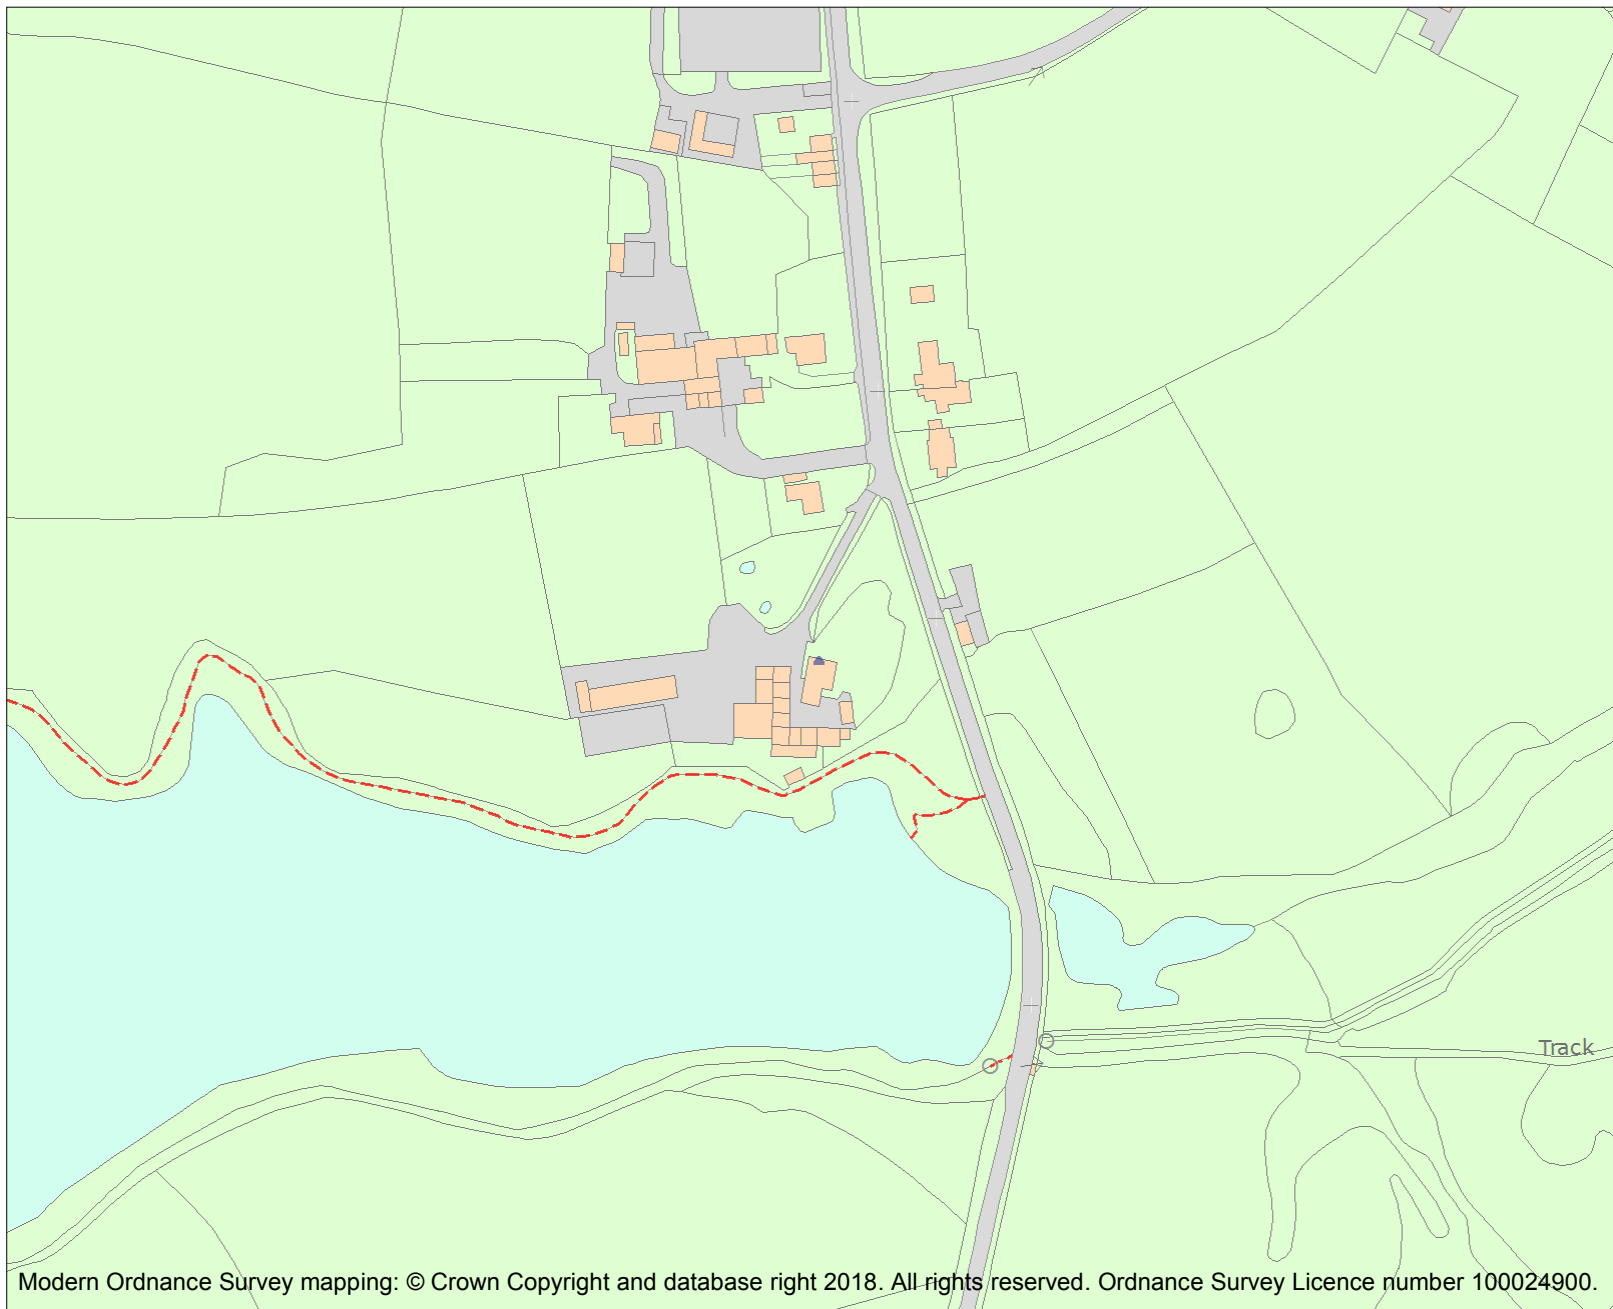 Track
Modern Ordnance Survey mapping: © Crown Copyright and database right 2018. All rights reserved. Ordnance Survey Licence number 100024900.